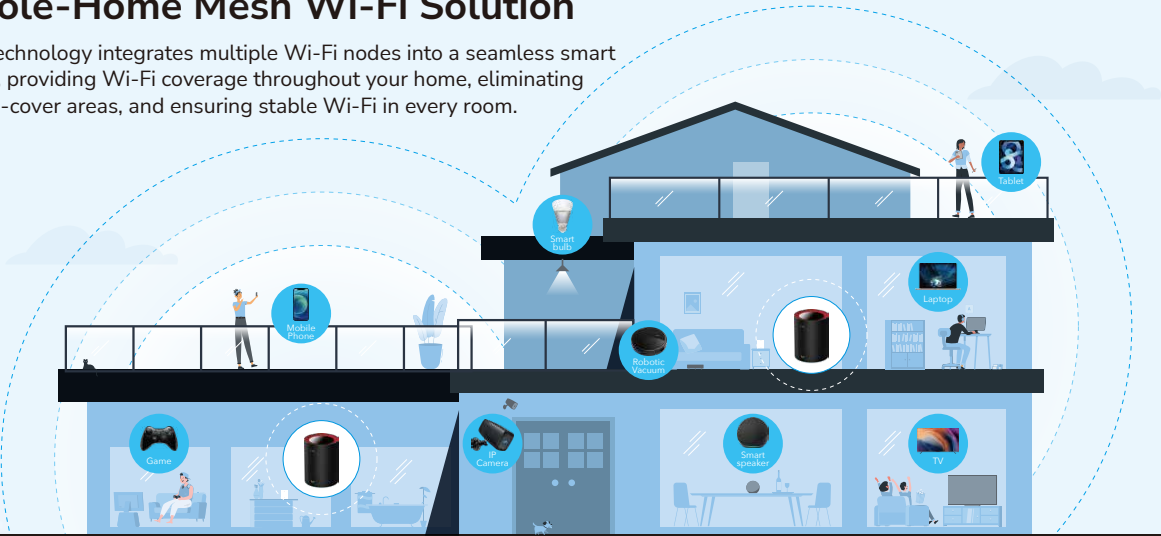 ole-Home Mesh Wi-Fi Solution
echnology integrates multiple Wi-Fi nodes into a seamless smart
, providing Wi-Fi coverage throughout your home, eliminating
-cover areas, and ensuring stable Wi-Fi in every room.
Tablet
Smart
bulb
Laptop
Mobile
Phone
Robotic
Vacuum
Game
IP
Camera
Smart
speaker
TV